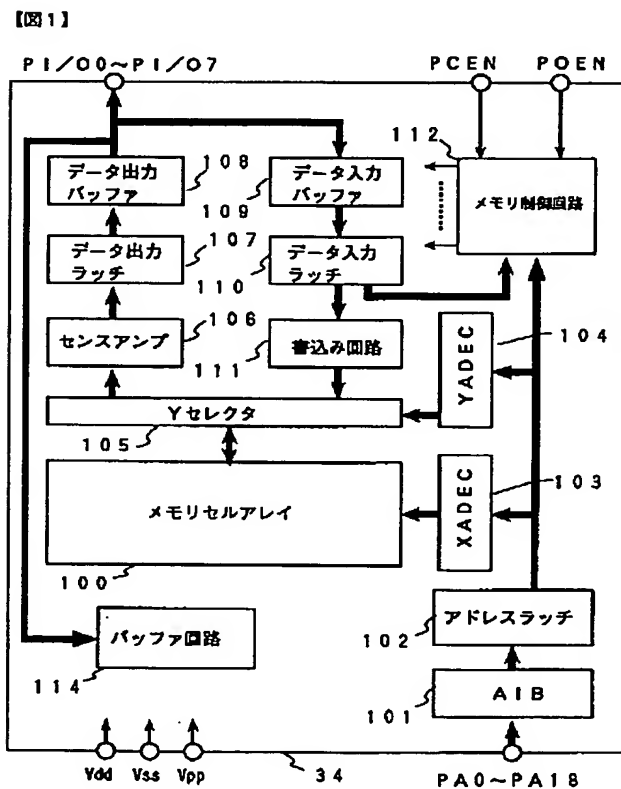 【図1】
PI/O0～PI/O7
PCEN
POEN
112
データ出力
バッファ
108
データ入力
バッファ
109
メモリ制御回路
データ出力
ラッチ
107
データ入力
ラッチ
110
センスアンプ
106
書込み回路
111
YADEC
104
Yセレクタ
105
メモリセルアレイ
100
XADEC
103
アドレスラッチ
102
バッファ回路
114
AIB
101
Vdd
Vss
Vpp
34
PA0～PA18